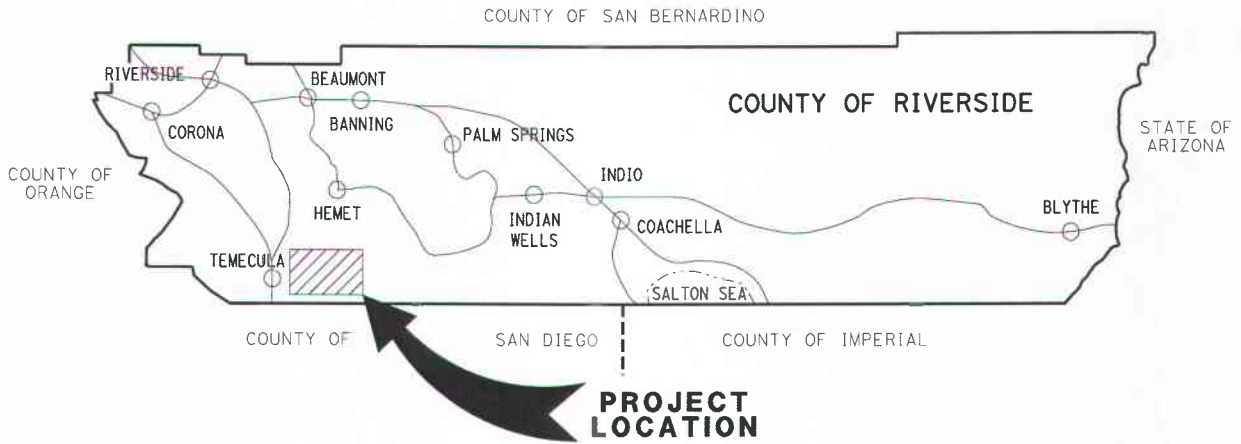 COUNTY OF SAN BERNARDINO
RIVERSIDE
BEAUMONT
COUNTY OF RIVERSIDE
CORONA
BANNING
PALM SPRINGS
STATE OF
ARIZONA
COUNTY OF
ORANGE
INDIO
HEMET
INDIAN
WELLS
COACHELLA
BLYTHE
TEMECULA
SALTON SEA
COUNTY OF
SAN DIEGO
COUNTY OF IMPERIAL
PROJECT
LOCATION